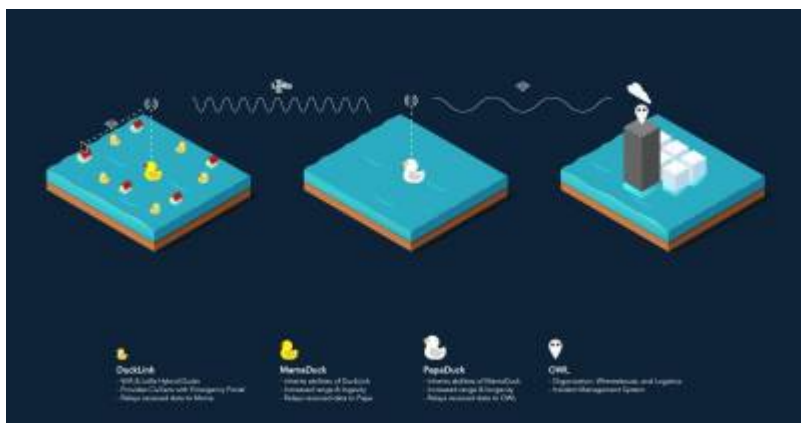 DuckLink
- Wifi & LoRa Hybrid Ducks
- Provides Civilians with Emergency Portal
- Relays received data to Mama
MamaDuck
- Inherits abilities of DuckLink
- Increased range & longevity
- Relays received data to Papa
PapaDuck
- Inherits abilities of MamaDuck
- Increased range & longevity
- Relays received data to OWL
OWL
- Organization, Whereabouts, and Logistics
- Incident Management System